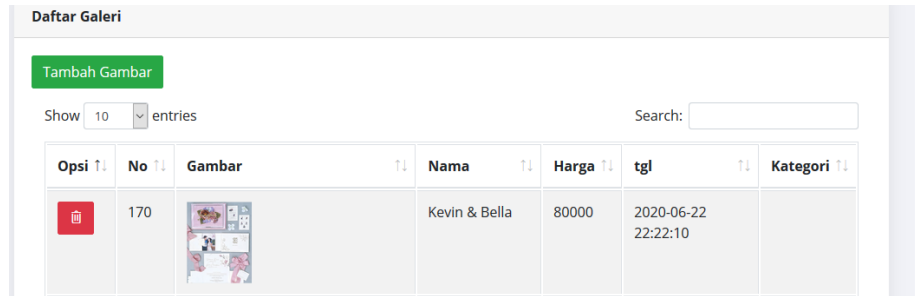 Daftar Galeri
Tambah Gambar
Show 10 entries
Search:
Opsi No Gambar Nama Harga tgl Kategori
170 Kevin & Bella 80000 2020-06-22
22:22:10